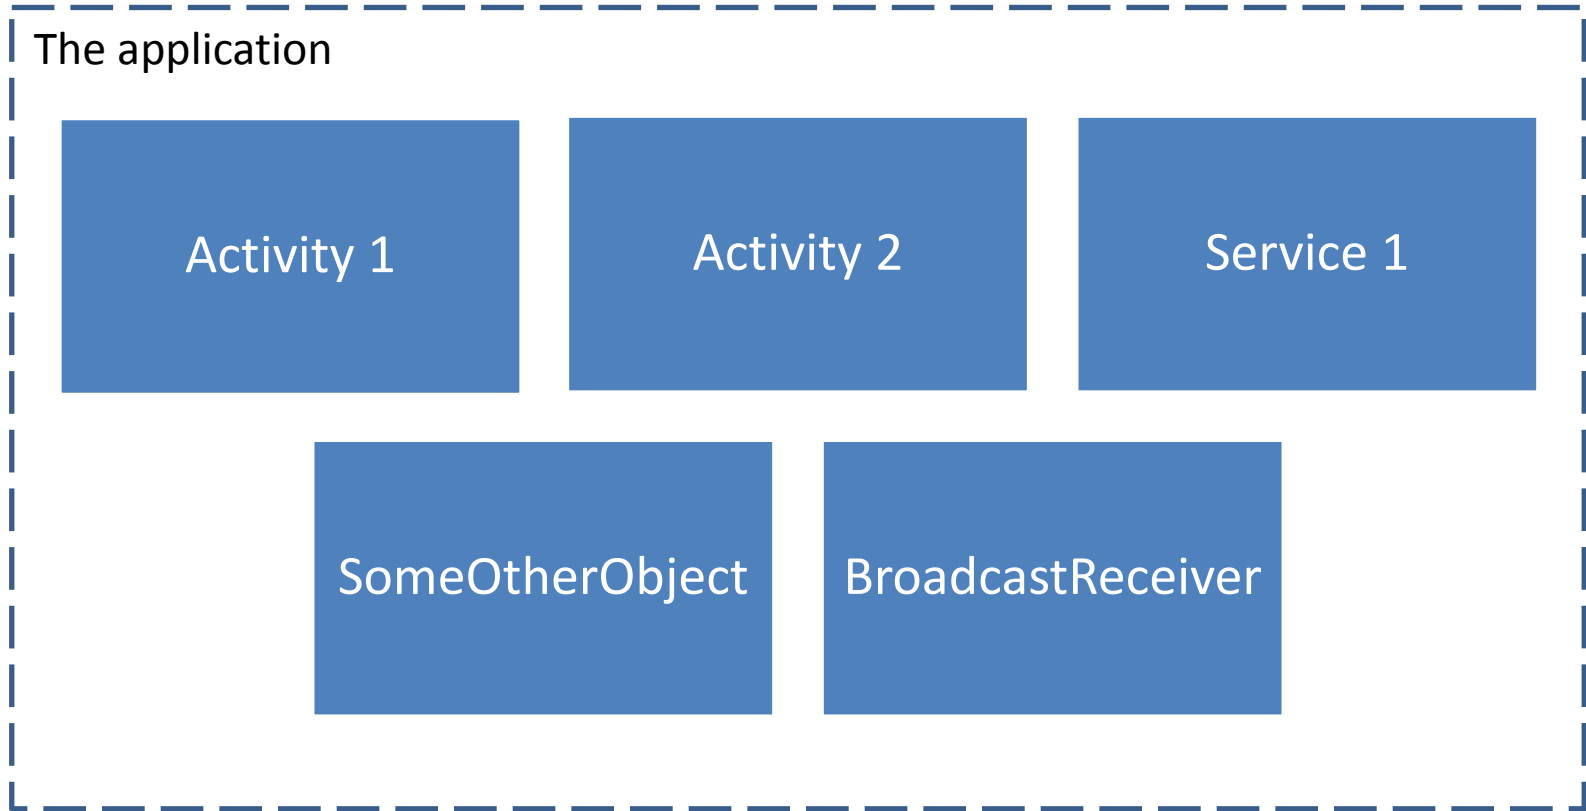 The application
Activity 1
Activity 2
Service 1
SomeOtherObject
BroadcastReceiver